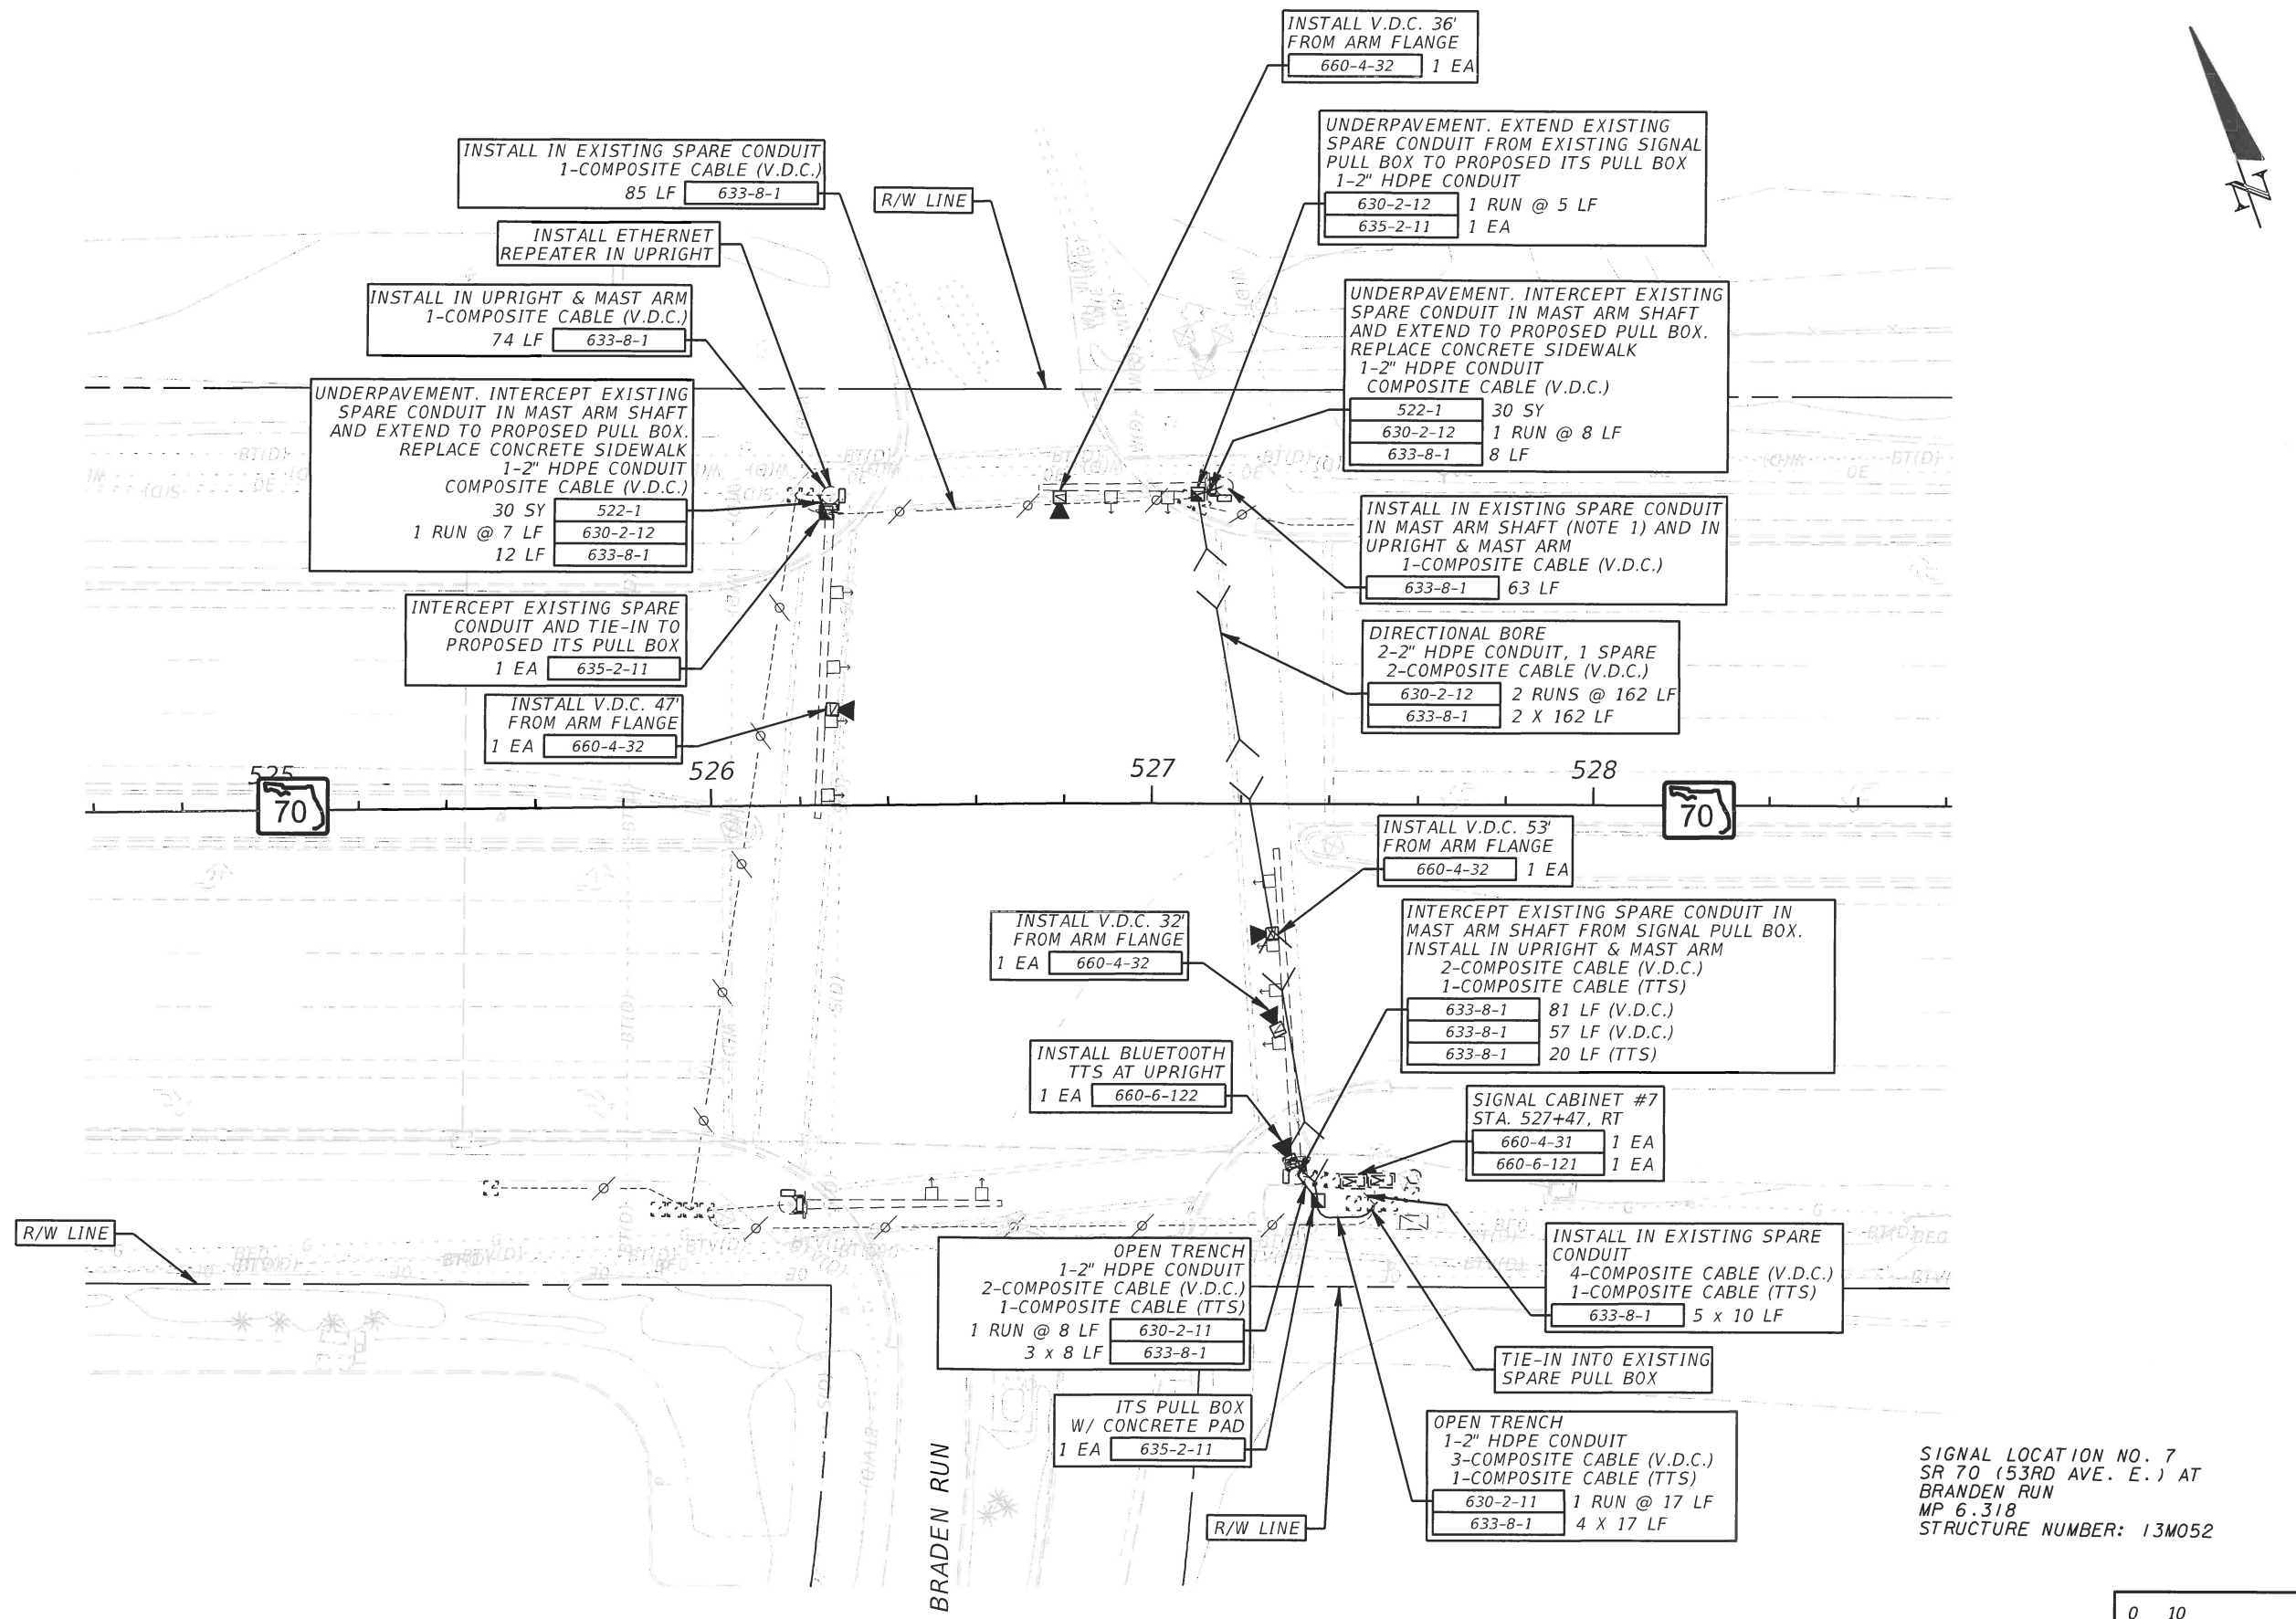 INSTALL V.D.C. 36'
FROM ARM FLANGE
660-4-32 1 EA
UNDERPAVEMENT. EXTEND EXISTING
SPARE CONDUIT FROM EXISTING SIGNAL
PULL BOX TO PROPOSED ITS PULL BOX
1-2" HDPE CONDUIT
630-2-12 1 RUN @ 5 LF
635-2-11 1 EA
INSTALL IN EXISTING SPARE CONDUIT
1-COMPOSITE CABLE (V.D.C.)
85 LF 633-8-1
R/W LINE
INSTALL ETHERNET
REPEATER IN UPRIGHT
INSTALL IN UPRIGHT & MAST ARM
1-COMPOSITE CABLE (V.D.C.)
74 LF 633-8-1
UNDERPAVEMENT. INTERCEPT EXISTING
SPARE CONDUIT IN MAST ARM SHAFT
AND EXTEND TO PROPOSED PULL BOX.
REPLACE CONCRETE SIDEWALK
1-2" HDPE CONDUIT
COMPOSITE CABLE (V.D.C.)
522-1 30 SY
630-2-12 1 RUN @ 8 LF
633-8-1 8 LF
UNDERPAVEMENT. INTERCEPT EXISTING
SPARE CONDUIT IN MAST ARM SHAFT
AND EXTEND TO PROPOSED PULL BOX.
REPLACE CONCRETE SIDEWALK
1-2" HDPE CONDUIT
COMPOSITE CABLE (V.D.C.)
30 SY 522-1
1 RUN @ 7 LF 630-2-12
12 LF 633-8-1
INSTALL IN EXISTING SPARE CONDUIT
IN MAST ARM SHAFT (NOTE 1) AND IN
UPRIGHT & MAST ARM
1-COMPOSITE CABLE (V.D.C.)
633-8-1 63 LF
INTERCEPT EXISTING SPARE
CONDUIT AND TIE-IN TO
PROPOSED ITS PULL BOX
1 EA 635-2-11
DIRECTIONAL BORE
2-2" HDPE CONDUIT, 1 SPARE
2-COMPOSITE CABLE (V.D.C.)
630-2-12 2 RUNS @ 162 LF
633-8-1 2 X 162 LF
INSTALL V.D.C. 47'
FROM ARM FLANGE
1 EA 660-4-32
525 526 527 528
70 70
INSTALL V.D.C. 53'
FROM ARM FLANGE
660-4-32 1 EA
INSTALL V.D.C. 32'
FROM ARM FLANGE
1 EA 660-4-32
INTERCEPT EXISTING SPARE CONDUIT IN
MAST ARM SHAFT FROM SIGNAL PULL BOX.
INSTALL IN UPRIGHT & MAST ARM
2-COMPOSITE CABLE (V.D.C.)
1-COMPOSITE CABLE (TTS)
633-8-1 81 LF (V.D.C.)
633-8-1 57 LF (V.D.C.)
633-8-1 20 LF (TTS)
INSTALL BLUETOOTH
TTS AT UPRIGHT
1 EA 660-6-122
SIGNAL CABINET #7
STA. 527+47, RT
660-4-31 1 EA
660-6-121 1 EA
R/W LINE
OPEN TRENCH
1-2" HDPE CONDUIT
2-COMPOSITE CABLE (V.D.C.)
1-COMPOSITE CABLE (TTS)
1 RUN @ 8 LF 630-2-11
3 x 8 LF 633-8-1
INSTALL IN EXISTING SPARE
CONDUIT
4-COMPOSITE CABLE (V.D.C.)
1-COMPOSITE CABLE (TTS)
633-8-1 5 x 10 LF
TIE-IN INTO EXISTING
SPARE PULL BOX
ITS PULL BOX
W/ CONCRETE PAD
1 EA 635-2-11
OPEN TRENCH
1-2" HDPE CONDUIT
3-COMPOSITE CABLE (V.D.C.)
1-COMPOSITE CABLE (TTS)
630-2-11 1 RUN @ 17 LF
633-8-1 4 X 17 LF
R/W LINE
BRADEN RUN
SIGNAL LOCATION NO. 7
SR 70 (53RD AVE. E.) AT
BRANDEN RUN
MP 6.318
STRUCTURE NUMBER: 13M052
0 10
N